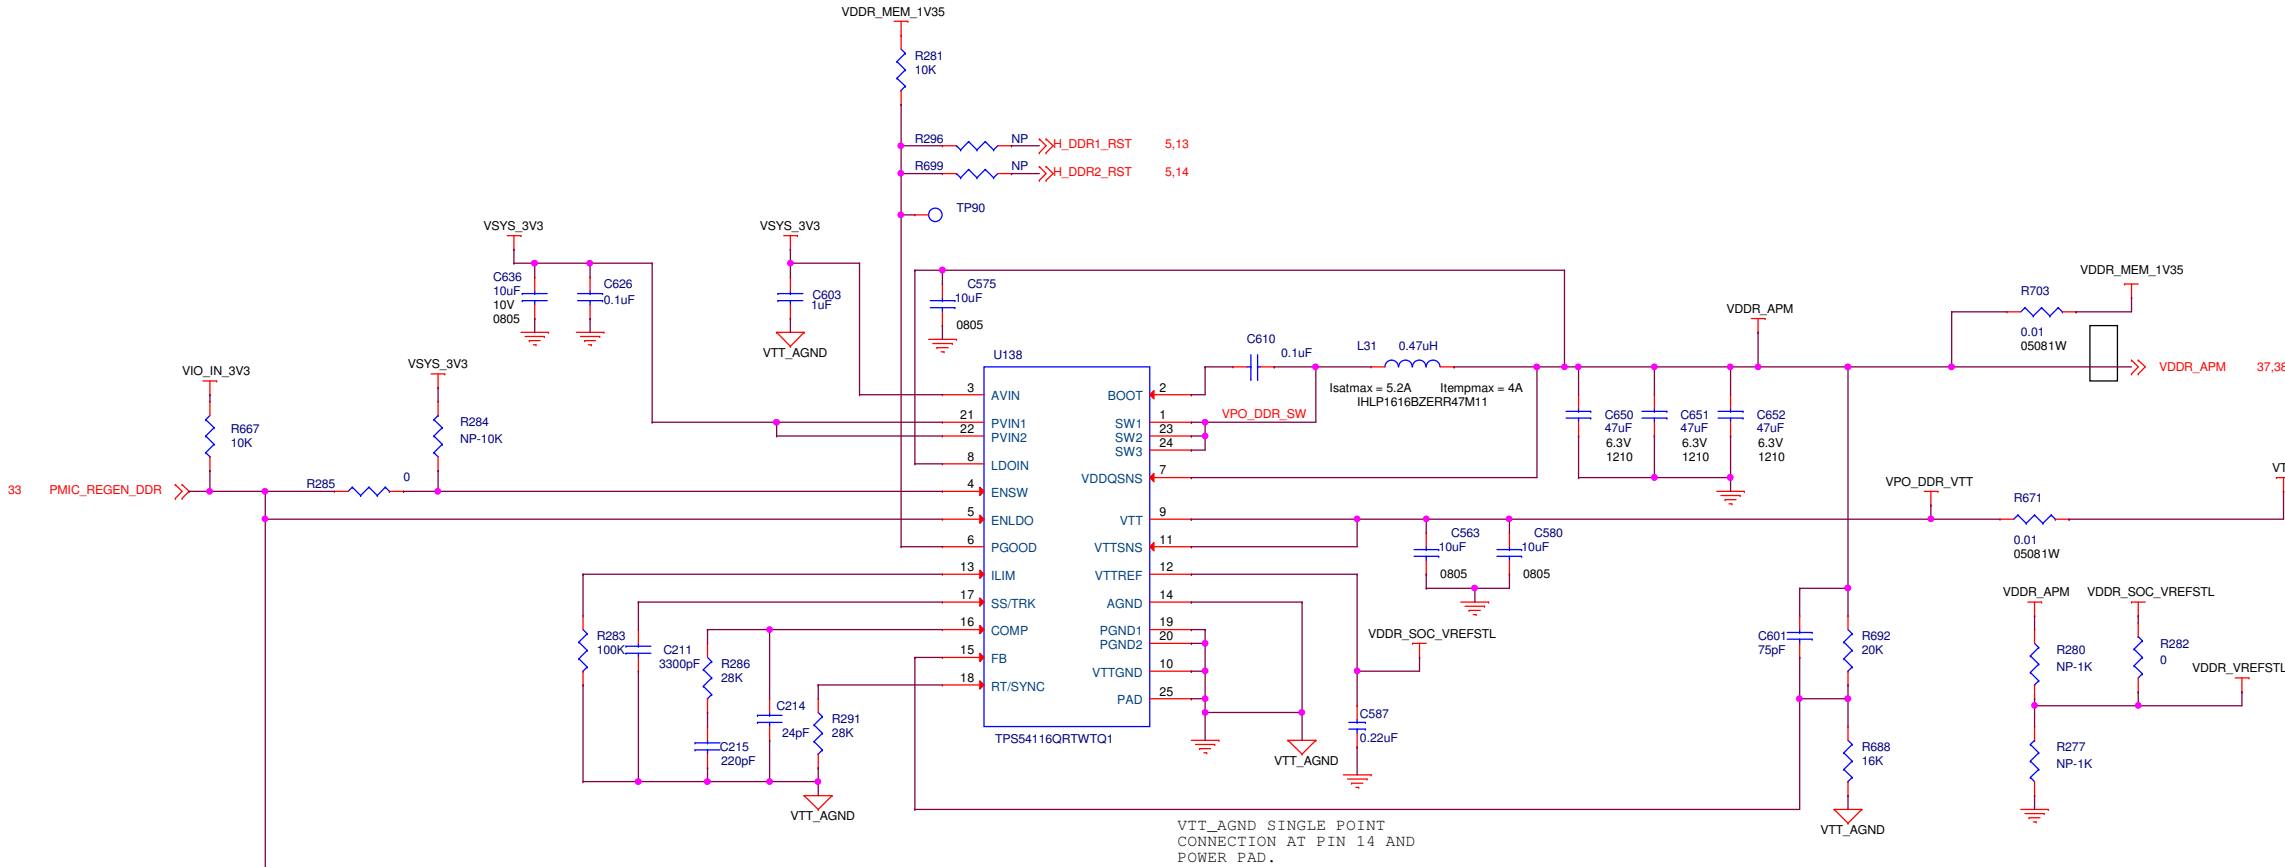 VDDR_MEM_1V35
R281
10K
R296 NP H_DDR1_RST 5,13
R699 NP H_DDR2_RST 5,14
TP90
VSYS_3V3
C636
10uF
10V
0805
C626
0.1uF
VSYS_3V3
C603
1uF
VTT_AGND
C575
10uF
0805
VIO_IN_3V3
R667
10K
VSYS_3V3
R284
NP-10K
33 PMIC_REGEN_DDR
R285 0
U138
3 AVIN
21 PVIN1
22 PVIN2
8 LDOIN
4 ENSW
5 ENLDO
6 PGOOD
13 ILIM
17 SS/TRK
16 COMP
15 FB
18 RT/SYNC
BOOT 2
SW1 1
SW2 23
SW3 24
VDDQSNS 7
VTT 9
VTTSNS 11
VTTREF 12
AGND 14
PGND1 19
PGND2 20
VTTGND 10
PAD 25
TPS54116QRTWTQ1
C610
0.1uF
VPO_DDR_SW
L31 0.47uH
Isatmax = 5.2A Itempmax = 4A
IHLP1616BZERR47M11
C650
47uF
6.3V
1210
C651
47uF
6.3V
1210
C652
47uF
6.3V
1210
VDDR_APM
VDDR_MEM_1V35
R703
0.01
05081W
VDDR_APM 37,38
VPO_DDR_VTT
R671
0.01
05081W
C563
10uF
0805
C580
10uF
0805
VDDR_SOC_VREFSTL
C587
0.22uF
VTT_AGND
R283
100K
C211
3300pF
R286
28K
C215
220pF
C214
24pF
R291
28K
VTT_AGND
C601
75pF
R692
20K
R688
16K
VTT_AGND
VDDR_APM
R280
NP-1K
R277
NP-1K
VDDR_SOC_VREFSTL
R282
0
VDDR_VREFSTL
VTT_AGND SINGLE POINT
CONNECTION AT PIN 14 AND
POWER PAD.